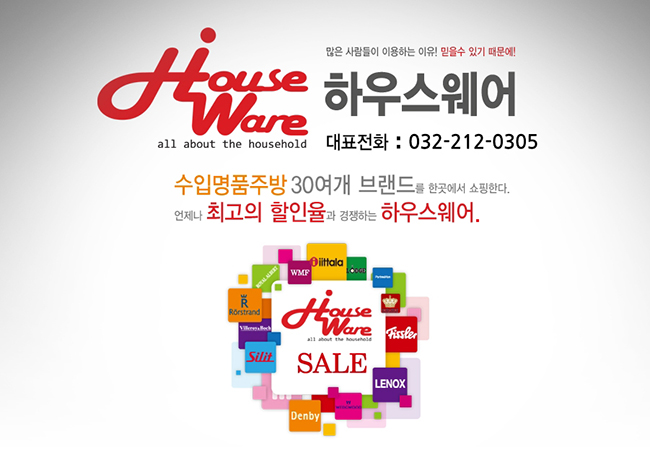 많은 사람들이 이용하는 이유! 믿을수 있기 때문에!
House
Ware
all about the household
하우스웨어
대표전화 : 032-212-0305
수입명품주방 30여개 브랜드를 한곳에서 쇼핑한다.
언제나 최고의 할인율과 경쟁하는 하우스웨어.
iittala
WMF
LODGE
ROYAL ALBERT
Rörstrand
Villeroy & Boch
Fissler
Silit
House
Ware
all about the household
SALE
LENOX
Denby